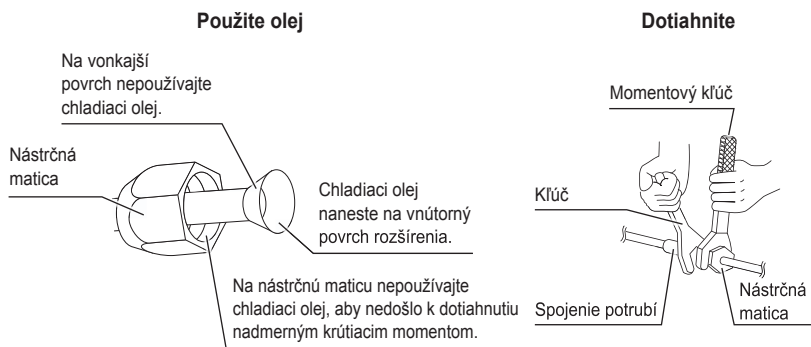 Použite olej
Na vonkajší
povrch nepoužívajte
chladiaci olej.
Nástrčná
matica
Chladiaci olej
naneste na vnútorný
povrch rozšírenia.
Na nástrčnú maticu nepoužívajte
chladiaci olej, aby nedošlo k dotiahnutiu
nadmerným krútiacim momentom.
Dotiahnite
Momentový kľúč
Kľúč
Spojenie potrubí
Nástrčná
matica